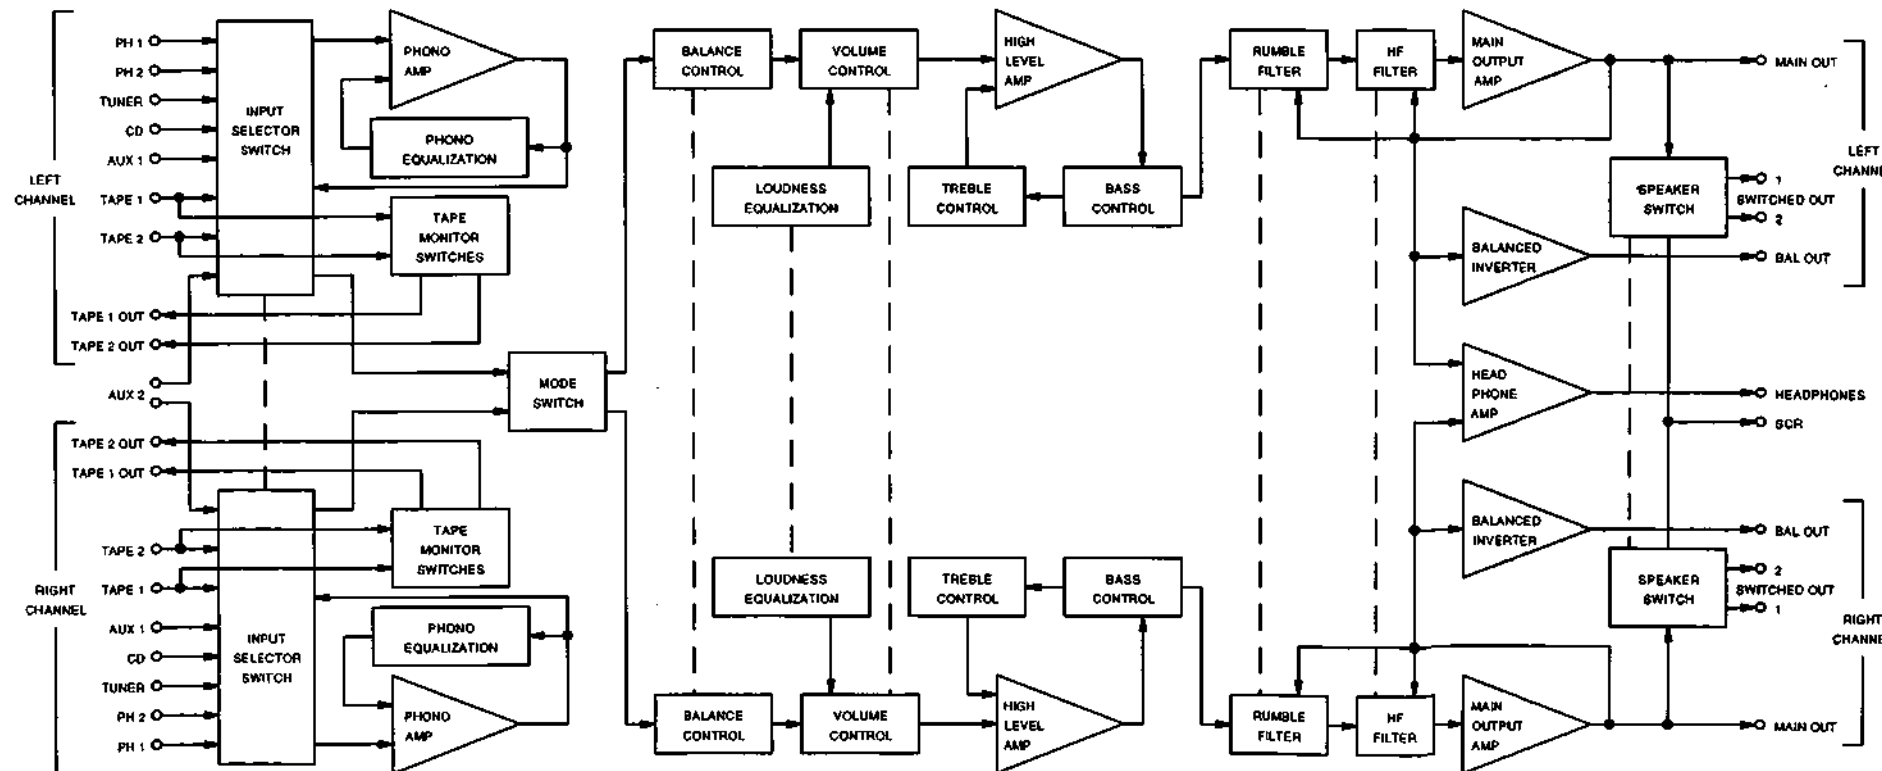 LEFT
CHANNEL
PH 1
PH 2
TUNER
CD
AUX 1
TAPE 1
TAPE 2
TAPE 1 OUT
TAPE 2 OUT
AUX 2
INPUT
SELECTOR
SWITCH
PHONO
AMP
PHONO
EQUALIZATION
TAPE
MONITOR
SWITCHES
MODE
SWITCH
BALANCE
CONTROL
VOLUME
CONTROL
LOUDNESS
EQUALIZATION
HIGH
LEVEL
AMP
TREBLE
CONTROL
BASS
CONTROL
RUMBLE
FILTER
HF
FILTER
MAIN
OUTPUT
AMP
MAIN OUT
SPEAKER
SWITCH
1
SWITCHED OUT
2
BALANCED
INVERTER
BAL OUT
LEFT
CHANNEL
HEAD
PHONE
AMP
HEADPHONES
SCR
RIGHT
CHANNEL
TAPE 2 OUT
TAPE 1 OUT
TAPE 2
TAPE 1
AUX 1
CD
TUNER
PH 2
PH 1
INPUT
SELECTOR
SWITCH
TAPE
MONITOR
SWITCHES
PHONO
EQUALIZATION
PHONO
AMP
BALANCE
CONTROL
LOUDNESS
EQUALIZATION
VOLUME
CONTROL
TREBLE
CONTROL
BASS
CONTROL
HIGH
LEVEL
AMP
RUMBLE
FILTER
HF
FILTER
BALANCED
INVERTER
BAL OUT
SPEAKER
SWITCH
2
SWITCHED OUT
1
MAIN
OUTPUT
AMP
MAIN OUT
RIGHT
CHANNEL